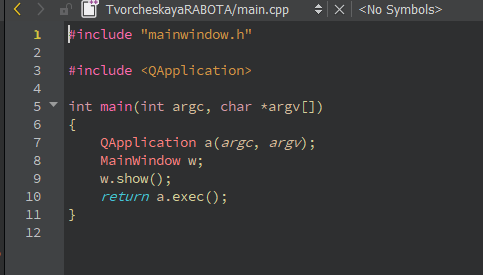 TvorcheskayaRABOTA/main.cpp <No Symbols>
1 #include "mainwindow.h"
2
3 #include <QApplication>
4
5 int main(int argc, char *argv[])
6 {
7 QApplication a(argc, argv);
8 MainWindow w;
9 w.show();
10 return a.exec();
11 }
12